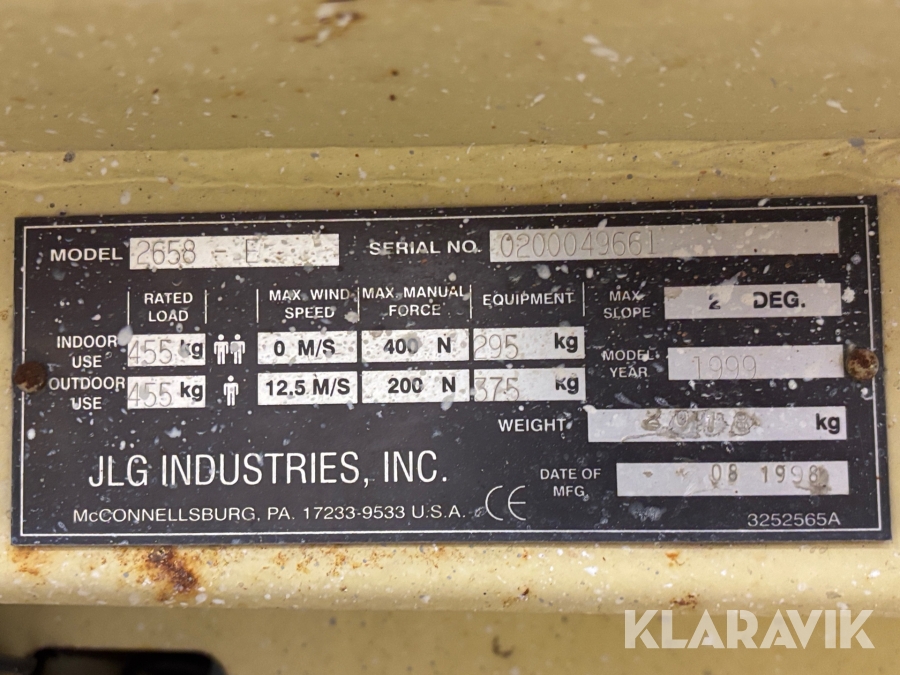 MODEL 2658 - E SERIAL NO. 0200049661
RATED LOAD MAX. WIND SPEED MAX. MANUAL FORCE EQUIPMENT MAX SLOPE 2 DEG.
INDOOR USE 455 kg 0 M/S 400 N 295 kg MODEL YEAR 1999
OUTDOOR USE 455 kg 12.5 M/S 200 N 375 kg
WEIGHT kg
JLG INDUSTRIES, INC. DATE OF MFG. 08 1998
McCONNELLSBURG, PA. 17233-9533 U.S.A. CE 3252565A
KLARAVIK